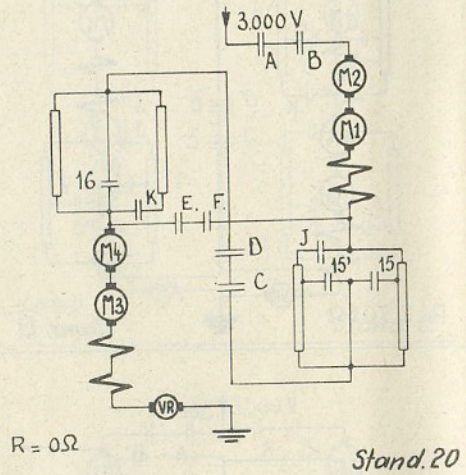 3.000 V
A B
M2
M1
16
K
E. F.
M4
D
J
15' 15
C
M3
VR
R = 0Ω
Stand. 20